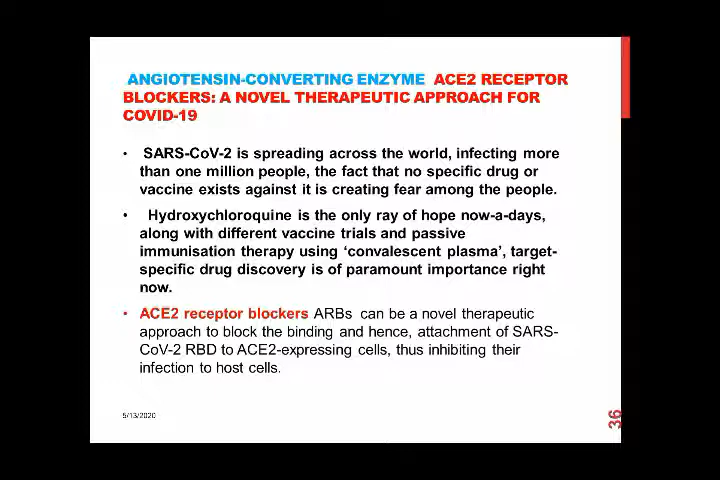 ANGIOTENSIN-CONVERTING ENZYME ACE2 RECEPTOR
BLOCKERS: A NOVEL THERAPEUTIC APPROACH FOR
COVID-19
• SARS-CoV-2 is spreading across the world, infecting more
than one million people, the fact that no specific drug or
vaccine exists against it is creating fear among the people.
• Hydroxychloroquine is the only ray of hope now-a-days,
along with different vaccine trials and passive
immunisation therapy using ‘convalescent plasma’, target-
specific drug discovery is of paramount importance right
now.
• ACE2 receptor blockers ARBs can be a novel therapeutic
approach to block the binding and hence, attachment of SARS-
CoV-2 RBD to ACE2-expressing cells, thus inhibiting their
infection to host cells.
5/13/2020
36